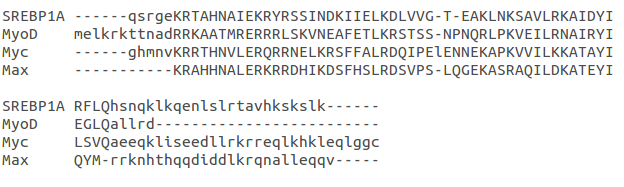 SREBP1A ------qsrgeKRTAHNAIEKRYRSSINDKIIELKDLVVG-T-EAKLNKSAVLRKAIDYI
MyoD melkrkttnadRRKAATMRERRRLSKVNEAFETLKRSTSS-NPNQRLPKVEILRNAIRYI
Myc ------ghmnvKRRTHNVLERQRRNELKRSFFALRDQIPElENNEKAPKVVILKKATAYI
Max -----------KRAHHNALERKRRDHIKDSFHSLRDSVPS-LQGEKASRAQILDKATEYI
SREBP1A RFLQhsnqklkqenlslrtavhkskslk------
MyoD EGLQallrd-------------------------
Myc LSVQaeeqkliseedllrkrreqlkhkleqlggc
Max QYM-rrknhthqqdiddlkrqnalleqqv-----